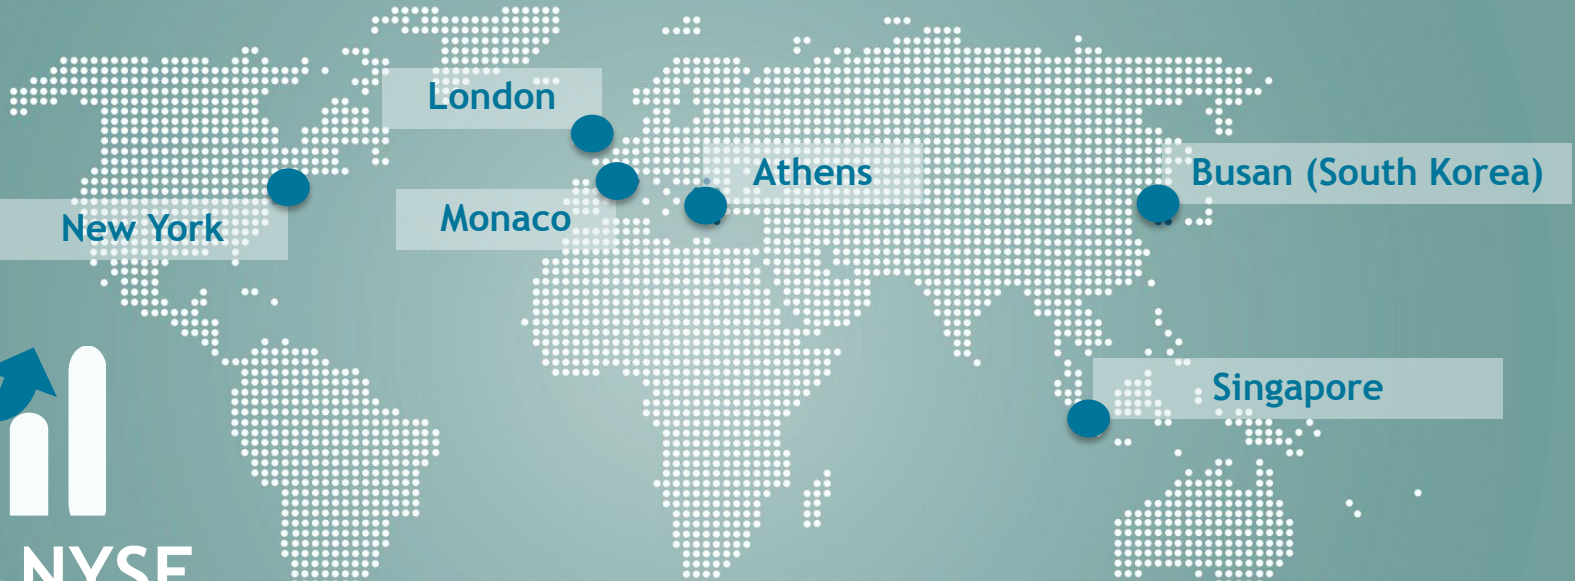 London
Athens
Busan (South Korea)
Monaco
New York
Singapore
NYSE